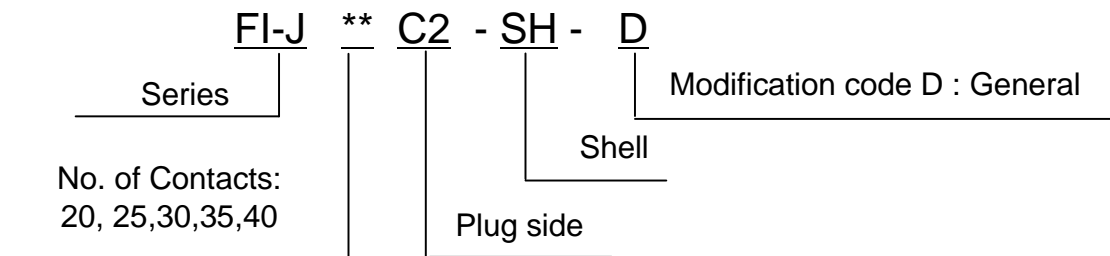 FI-J ** C2 - SH - D
Series
Modification code D : General
Shell
No. of Contacts:
20, 25,30,35,40
Plug side